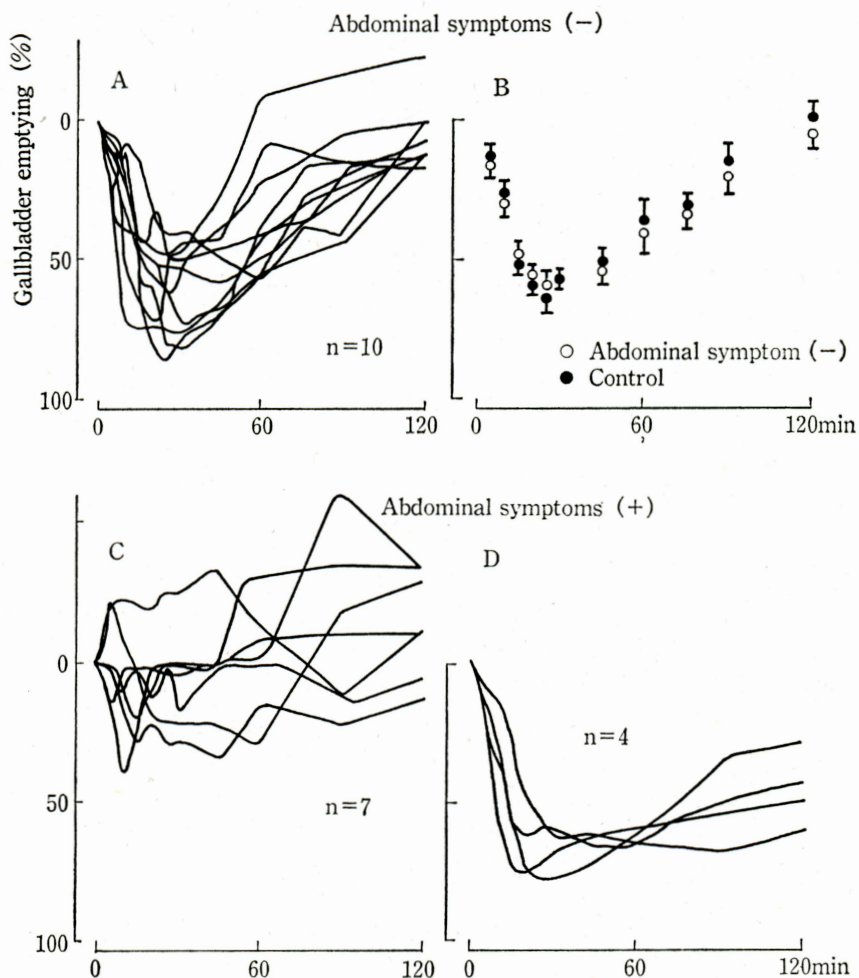 Abdominal symptoms (−)
Gallbladder emptying (%)
A
B
0
50
100
n=10
○ Abdominal symptom (−)
● Control
0 60 120
0 60 120min
Abdominal symptoms (+)
C
D
0
50
100
n=7
n=4
0 60 120
0 60 120min